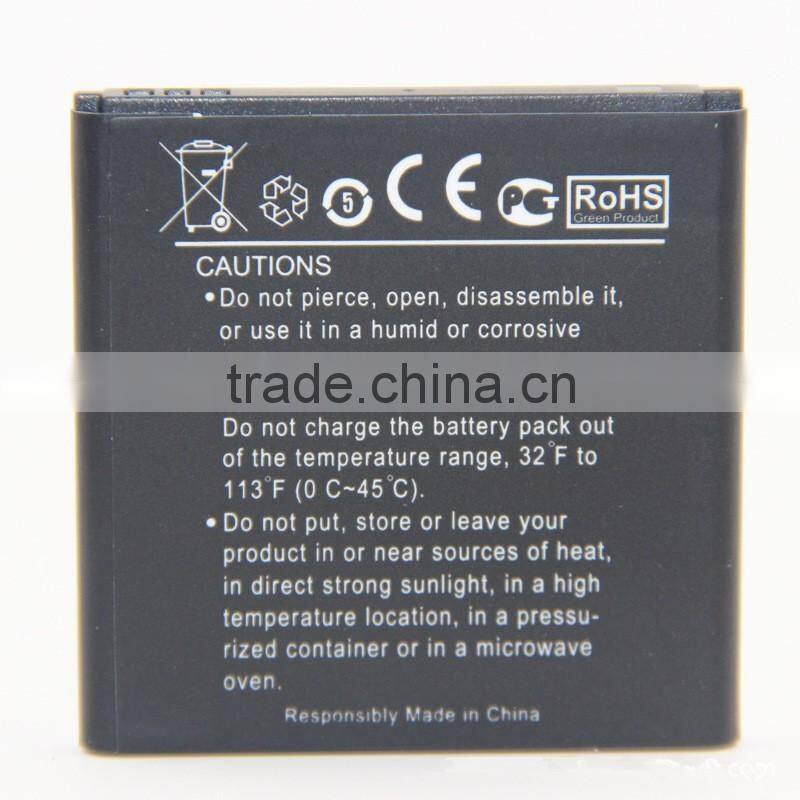 5
CE
PCT
RoHS
Green Product
CAUTIONS
•Do not pierce, open, disassemble it,
or use it in a humid or corrosive
trade.china.cn
Do not charge the battery pack out
of the temperature range, 32°F to
113°F (0 C~45°C).
•Do not put, store or leave your
product in or near sources of heat,
in direct strong sunlight, in a high
temperature location, in a pressu-
rized container or in a microwave
oven.
Responsibly Made in China